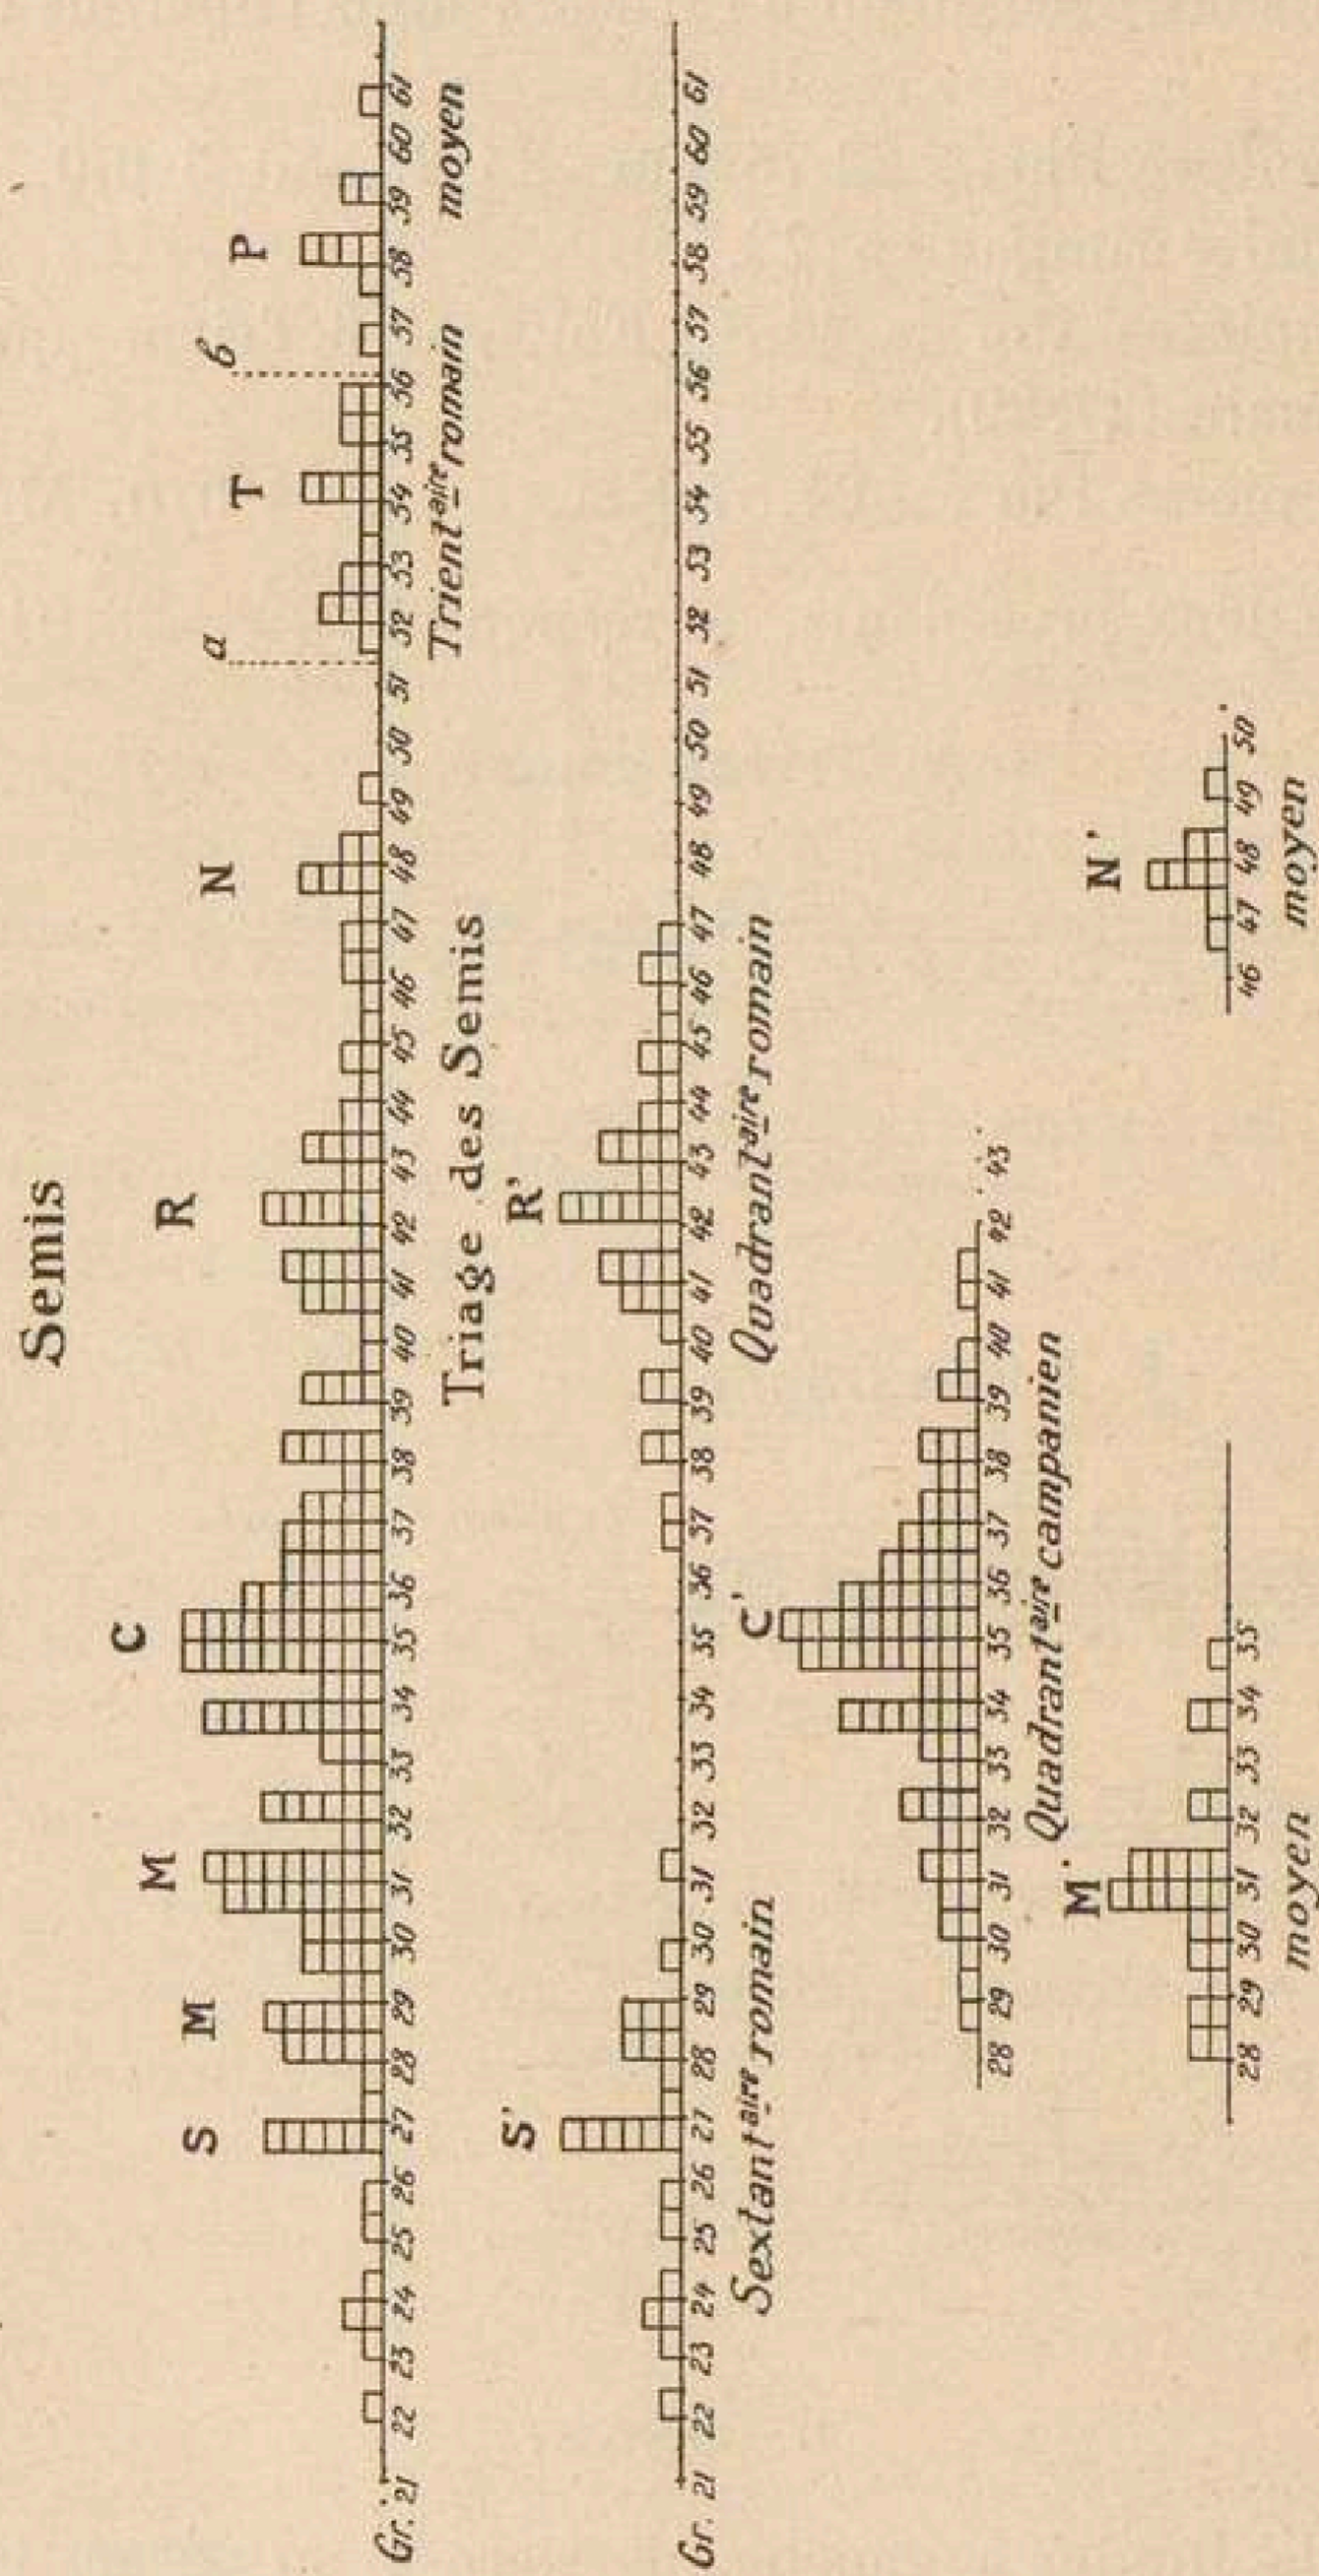 Semis
S M M C R N T P
a b
Gr. 21 22 23 24 25 26 27 28 29 30 31 32 33 34 35 36 37 38 39 40 41 42 43 44 45 46 47 48 49 50 51 52 53 54 55 56 57 58 59 60 61
Trientaire romain moyen
Triage des Semis
S' R'
Gr. 21 22 23 24 25 26 27 28 29 30 31 32 33 34 35 36 37 38 39 40 41 42 43 44 45 46 47 48 49 50 51 52 53 54 55 56 57 58 59 60 61
Sextantaire romain Quadrantaire romain
C'
28 29 30 31 32 33 34 35 36 37 38 39 40 41 42 43
Quadrantaire campanien
M' N'
28 29 30 31 32 33 34 35 46 47 48 49 50
moyen moyen